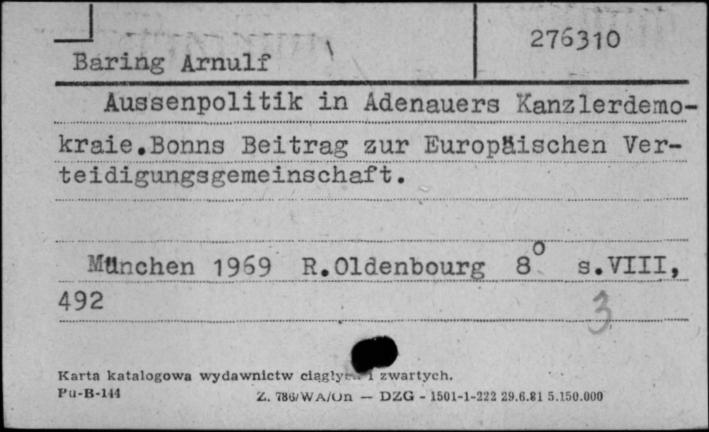 276310
Baring Arnulf
Aussenpolitik in Adenauers Kanzlerdemo-
kraie.Bonns Beitrag zur Europäischen Ver-
teidigungsgemeinschaft.
München 1969 R.Oldenbourg 8° s.VIII,
492
3
Karta katalogowa wydawnictw i zwartych.
Pu-B-144 Z. 786/WA/Un — DZG - 1501-1-222 29.6.81 5.150.000